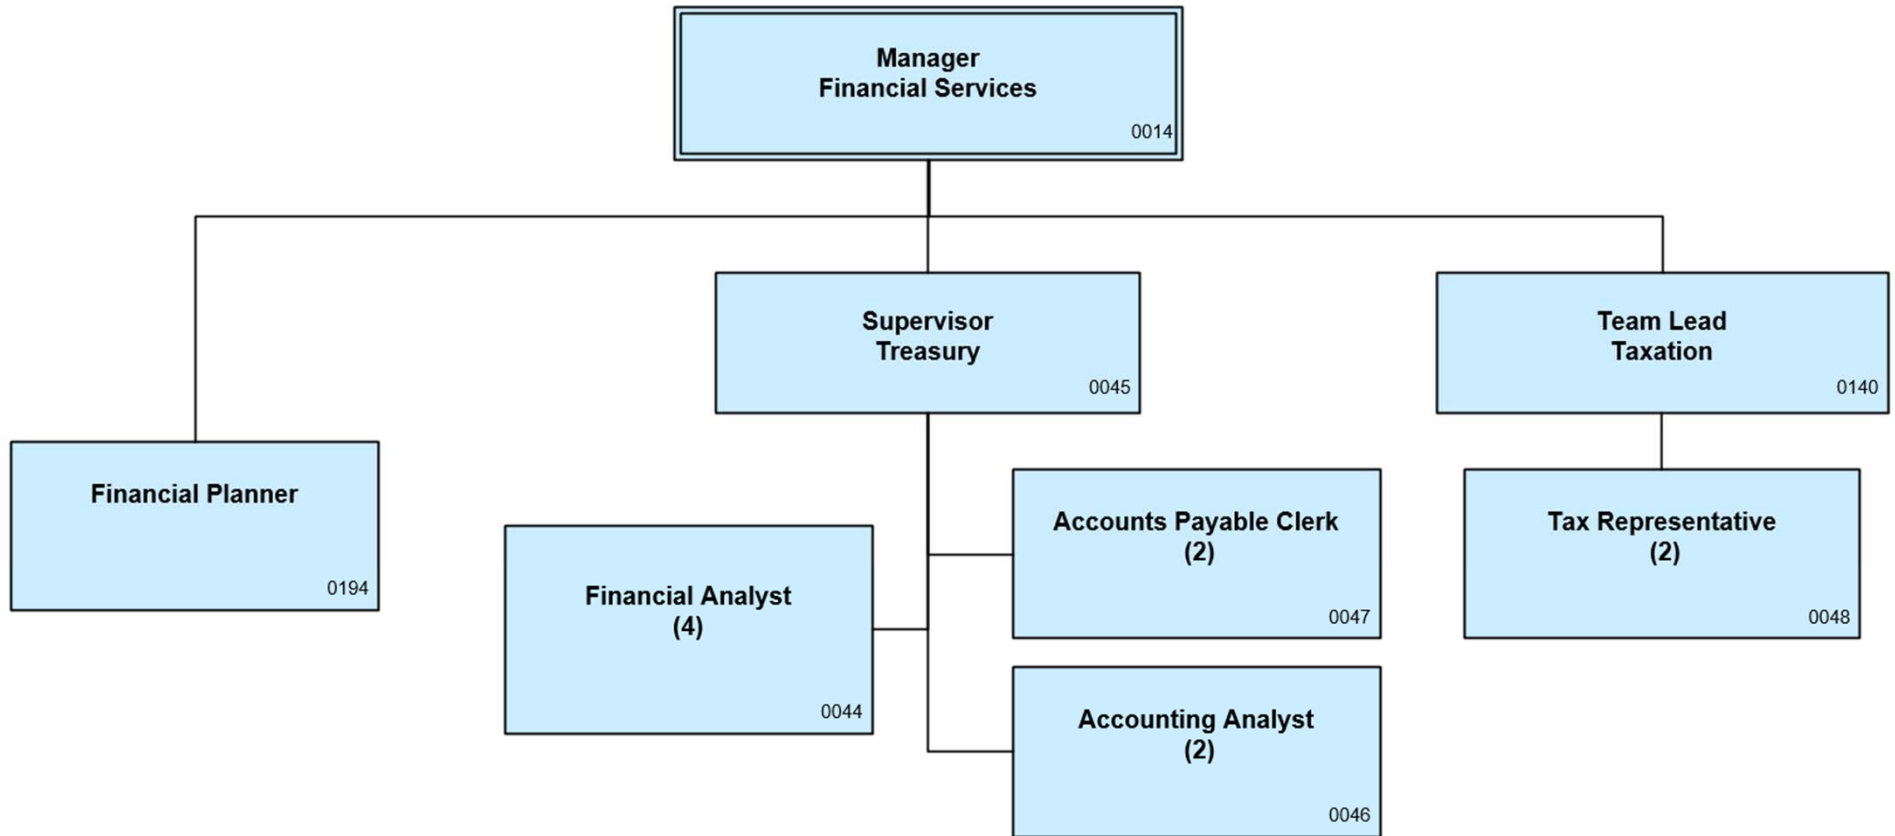 Manager
Financial Services
0014
Supervisor
Treasury
0045
Team Lead
Taxation
0140
Financial Planner
0194
Financial Analyst
(4)
0044
Accounts Payable Clerk
(2)
0047
Tax Representative
(2)
0048
Accounting Analyst
(2)
0046